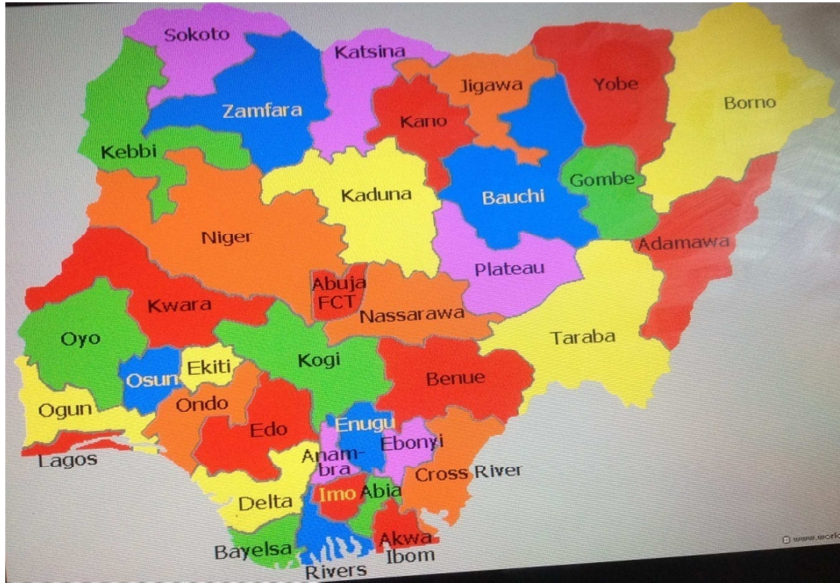 Sokoto
Katsina
Jigawa
Yobe
Borno
Zamfara
Kano
Kebbi
Gombe
Kaduna
Bauchi
Niger
Adamawa
Plateau
Abuja
FCT
Kwara
Nassarawa
Taraba
Oyo
Kogi
Ekiti
Osun
Benue
Ondo
Ogun
Enugu
Edo
Ebonyi
Lagos
Anam-
bra
Cross River
Imo
Abia
Delta
Akwa
Ibom
Bayelsa
Rivers